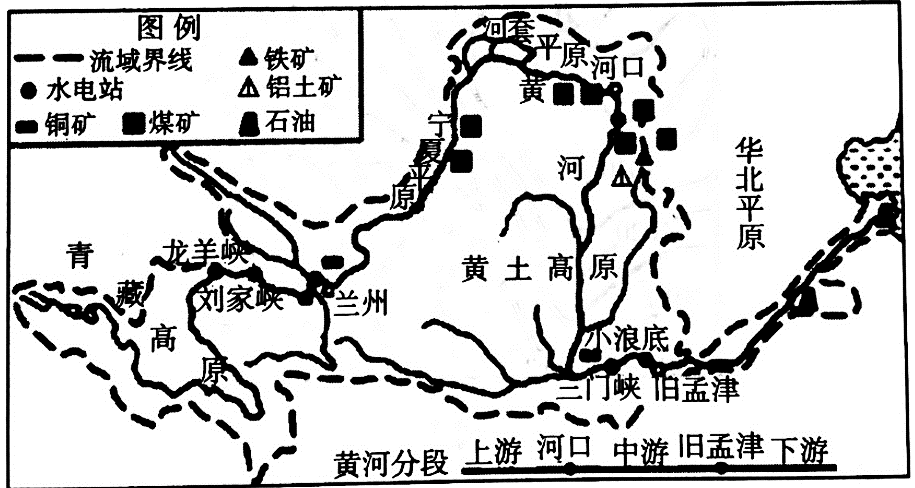 图例
流域界线
铁矿
水电站
铝土矿
铜矿
煤矿
石油
河套平原
河口
黄河
宁夏平原
华北平原
青藏高原
龙羊峡
刘家峡
兰州
黄土高原
小浪底
三门峡
旧孟津
黄河分段
上游
河口
中游
旧孟津
下游